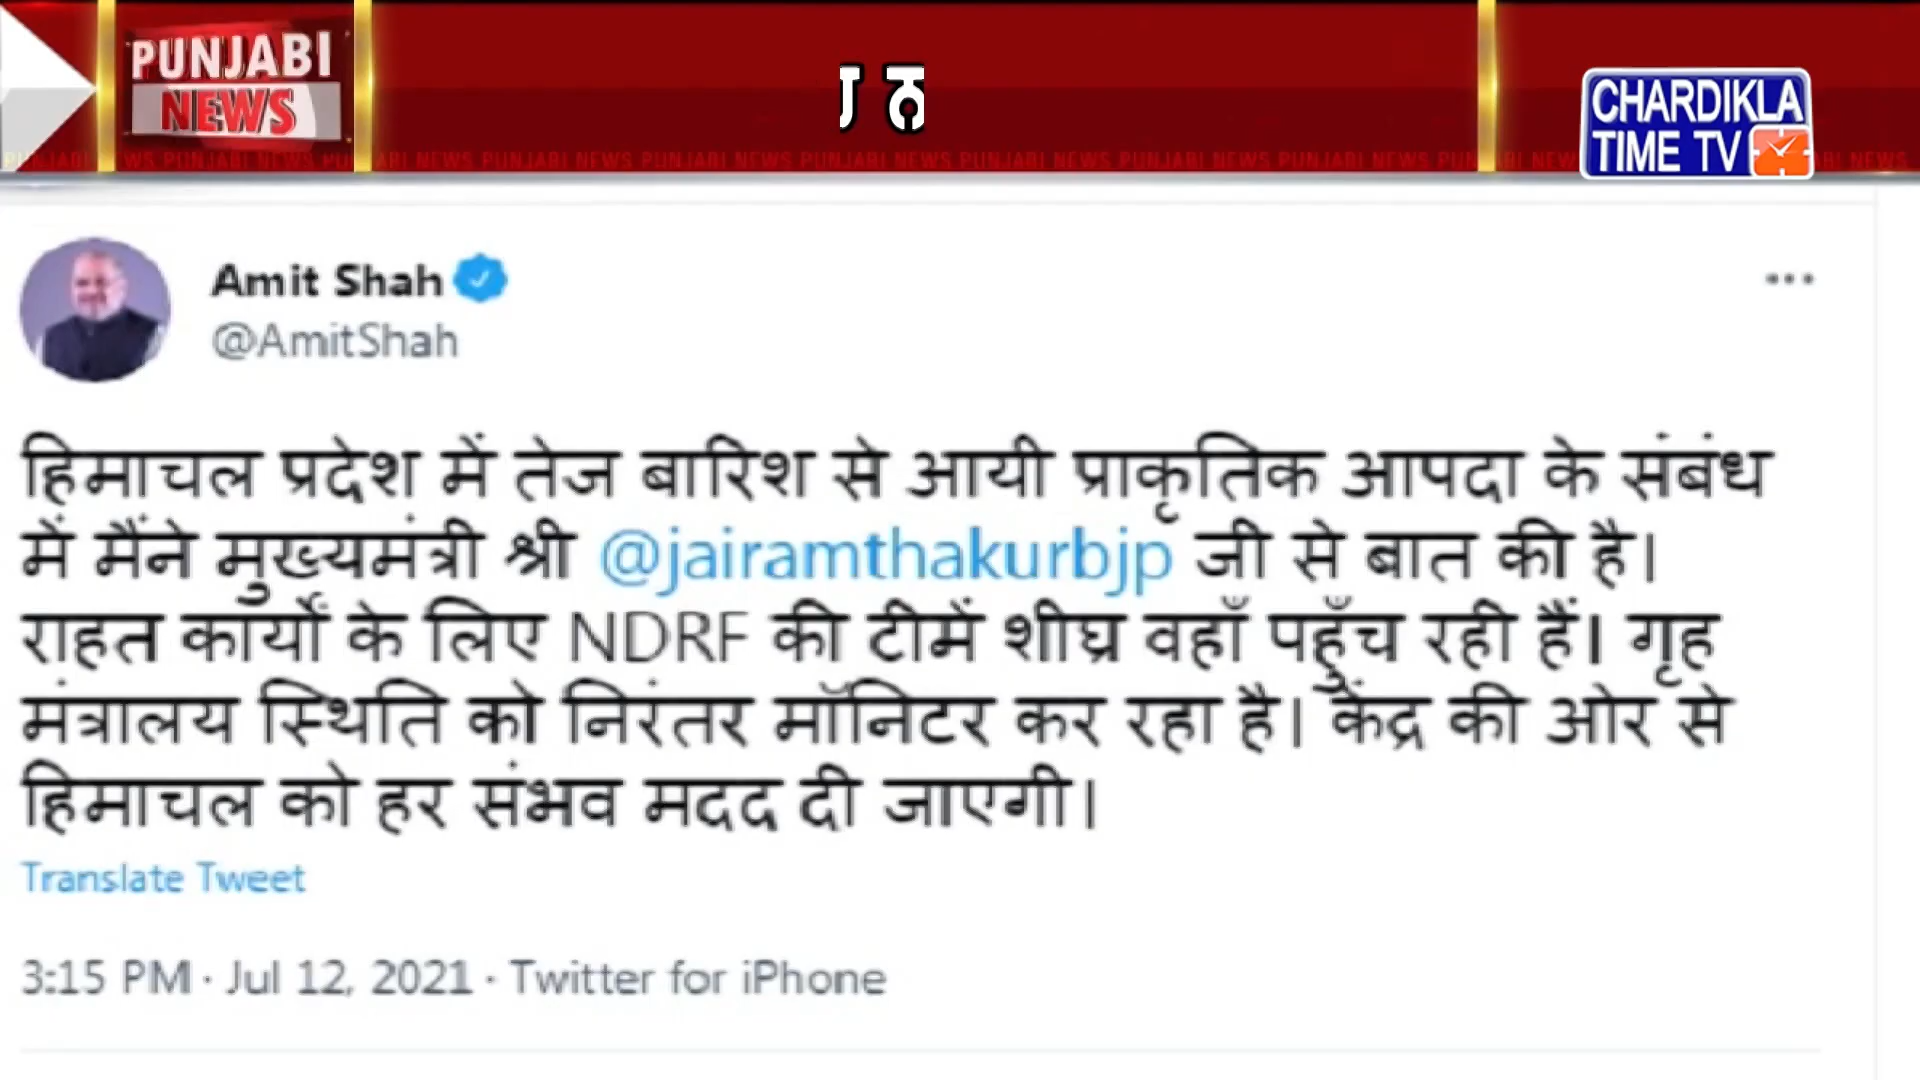 PUNJABI
NEWS
CHARDIKLA
TIME TV
Amit Shah
@AmitShah
हिमाचल प्रदेश में तेज बारिश से आयी प्राकृतिक आपदा के संबंध
में मैंने मुख्यमंत्री श्री @jairamthakurbjp जी से बात की है।
राहत कार्यों के लिए NDRF की टीमें शीघ्र वहाँ पहुँच रही हैं। गृह
मंत्रालय स्थिति को निरंतर मॉनिटर कर रहा है। केंद्र की ओर से
हिमाचल को हर संभव मदद दी जाएगी।
Translate Tweet
3:15 PM · Jul 12, 2021 · Twitter for iPhone